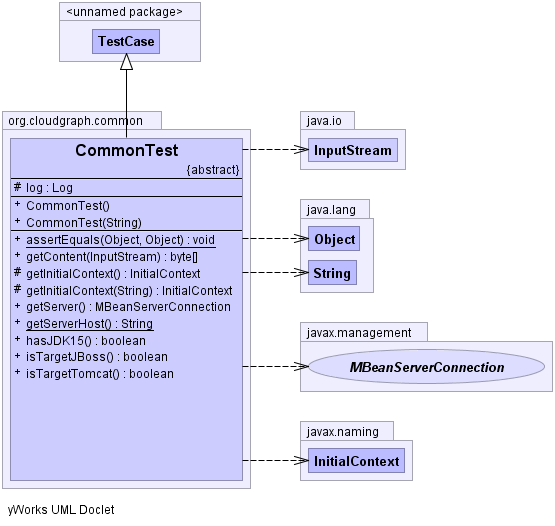 <unnamed package>
TestCase
org.cloudgraph.common
CommonTest
{abstract}
# log : Log
+ CommonTest()
+ CommonTest(String)
+ assertEquals(Object, Object) : void
+ getContent(InputStream) : byte[]
# getInitialContext() : InitialContext
# getInitialContext(String) : InitialContext
+ getServer() : MBeanServerConnection
+ getServerHost() : String
+ hasJDK15() : boolean
+ isTargetJBoss() : boolean
+ isTargetTomcat() : boolean
java.io
InputStream
java.lang
Object
String
javax.management
MBeanServerConnection
javax.naming
InitialContext
yWorks UML Doclet